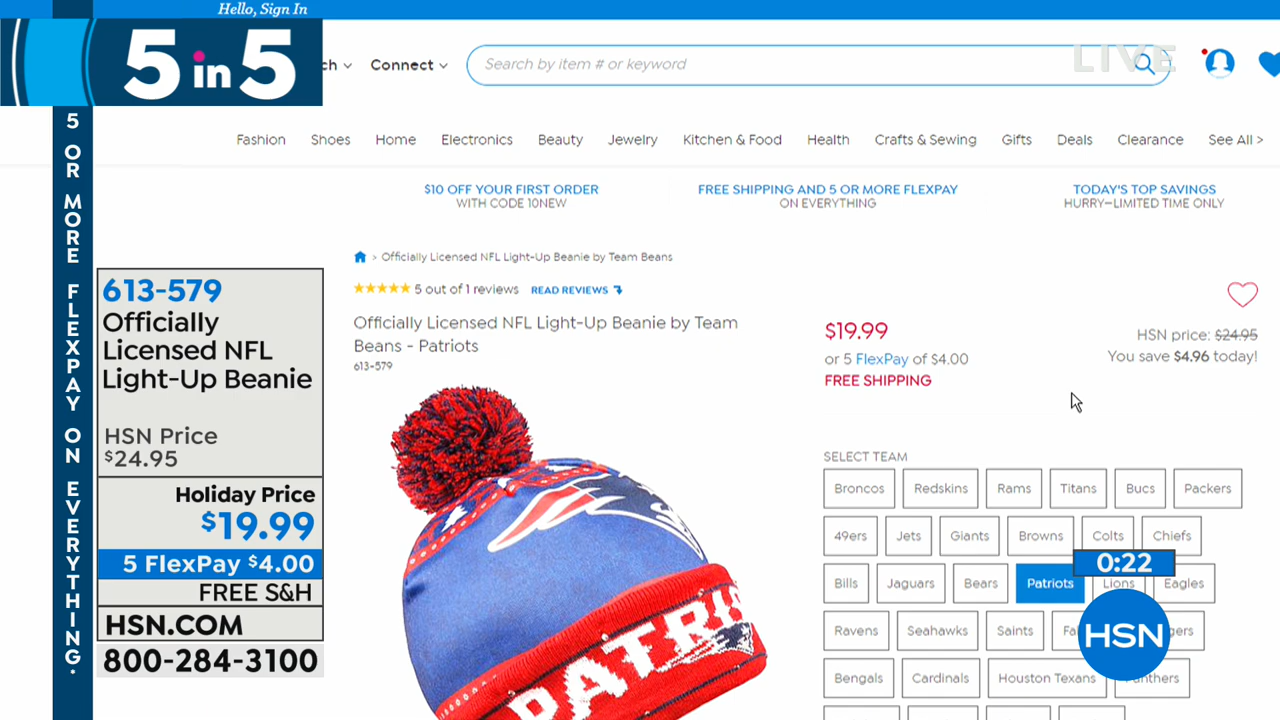 Hello, Sign In
5 in 5
ch
Connect
Search by item # or keyword
LIVE
Fashion
Shoes
Home
Electronics
Beauty
Jewelry
Kitchen & Food
Health
Crafts & Sewing
Gifts
Deals
Clearance
See All >
$10 OFF YOUR FIRST ORDER
WITH CODE 10NEW
FREE SHIPPING AND 5 OR MORE FLEXPAY
ON EVERYTHING
TODAY'S TOP SAVINGS
HURRY–LIMITED TIME ONLY
5 OR MORE FLEXPAY ON EVERYTHING.
613-579
Officially
Licensed NFL
Light-Up Beanie
HSN Price
$24.95
Holiday Price
$19.99
5 FlexPay $4.00
FREE S&H
HSN.COM
800-284-3100
> Officially Licensed NFL Light-Up Beanie by Team Beans
5 out of 1 reviews
READ REVIEWS
Officially Licensed NFL Light-Up Beanie by Team
Beans - Patriots
613-579
PATRI
$19.99
or 5 FlexPay of $4.00
FREE SHIPPING
HSN price: $24.95
You save $4.96 today!
SELECT TEAM
Broncos
Redskins
Rams
Titans
Bucs
Packers
49ers
Jets
Giants
Browns
Colts
Chiefs
Bills
Jaguars
Bears
Patriots
Lions
Eagles
Ravens
Seahawks
Saints
Fa
gers
Bengals
Cardinals
Houston Texans
anthers
0:22
HSN